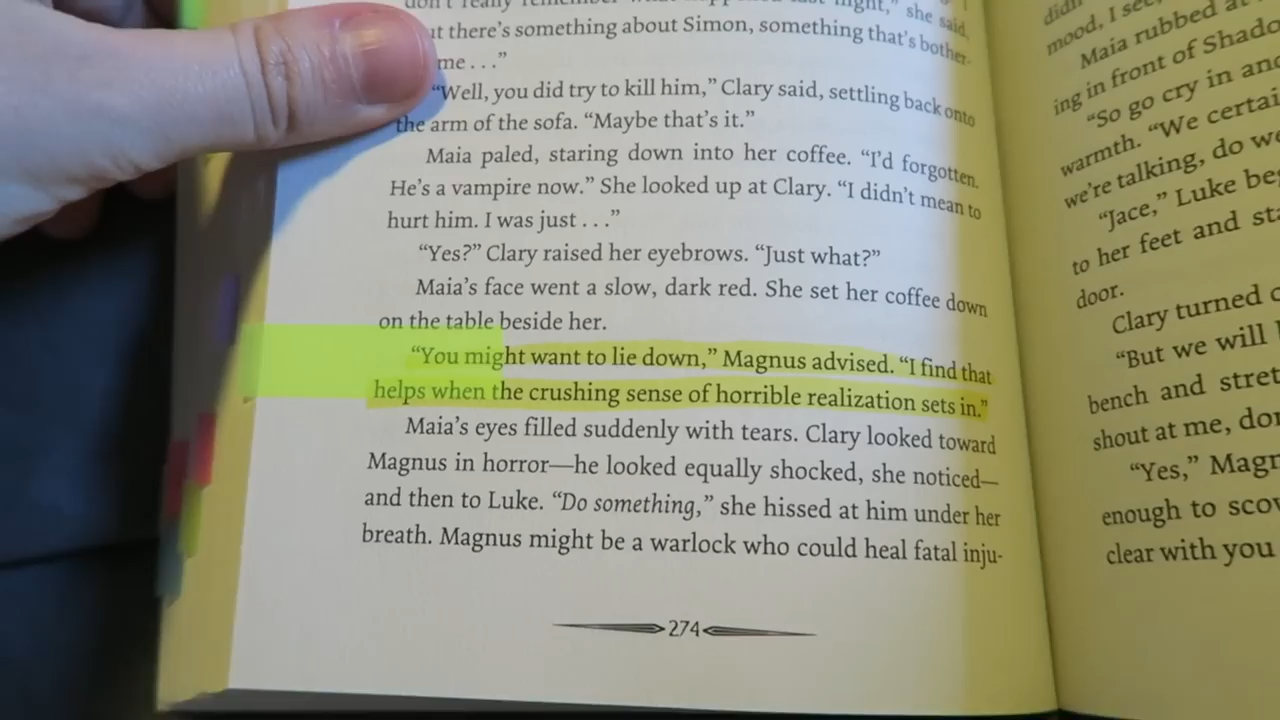 don't really remember what happened last night," she said,
ut there's something about Simon, something that's bother-
me . . ."
"Well, you did try to kill him," Clary said, settling back onto
the arm of the sofa. "Maybe that's it."
Maia paled, staring down into her coffee. "I'd forgotten.
He's a vampire now." She looked up at Clary. "I didn't mean to
hurt him. I was just . . ."
"Yes?" Clary raised her eyebrows. "Just what?"
Maia's face went a slow, dark red. She set her coffee down
on the table beside her.
"You might want to lie down," Magnus advised. "I find that
helps when the crushing sense of horrible realization sets in."
Maia's eyes filled suddenly with tears. Clary looked toward
Magnus in horror—he looked equally shocked, she noticed—
and then to Luke. "Do something," she hissed at him under her
breath. Magnus might be a warlock who could heal fatal inju-
274
mood, I see,
Maia rubbed at
ing in front of Shado
"So go cry in ano
warmth. "We certai
we're talking, do we
"Jace," Luke beg
to her feet and sta
door.
Clary turned o
"But we will
bench and stret
shout at me, don
"Yes," Magn
enough to scou
clear with you